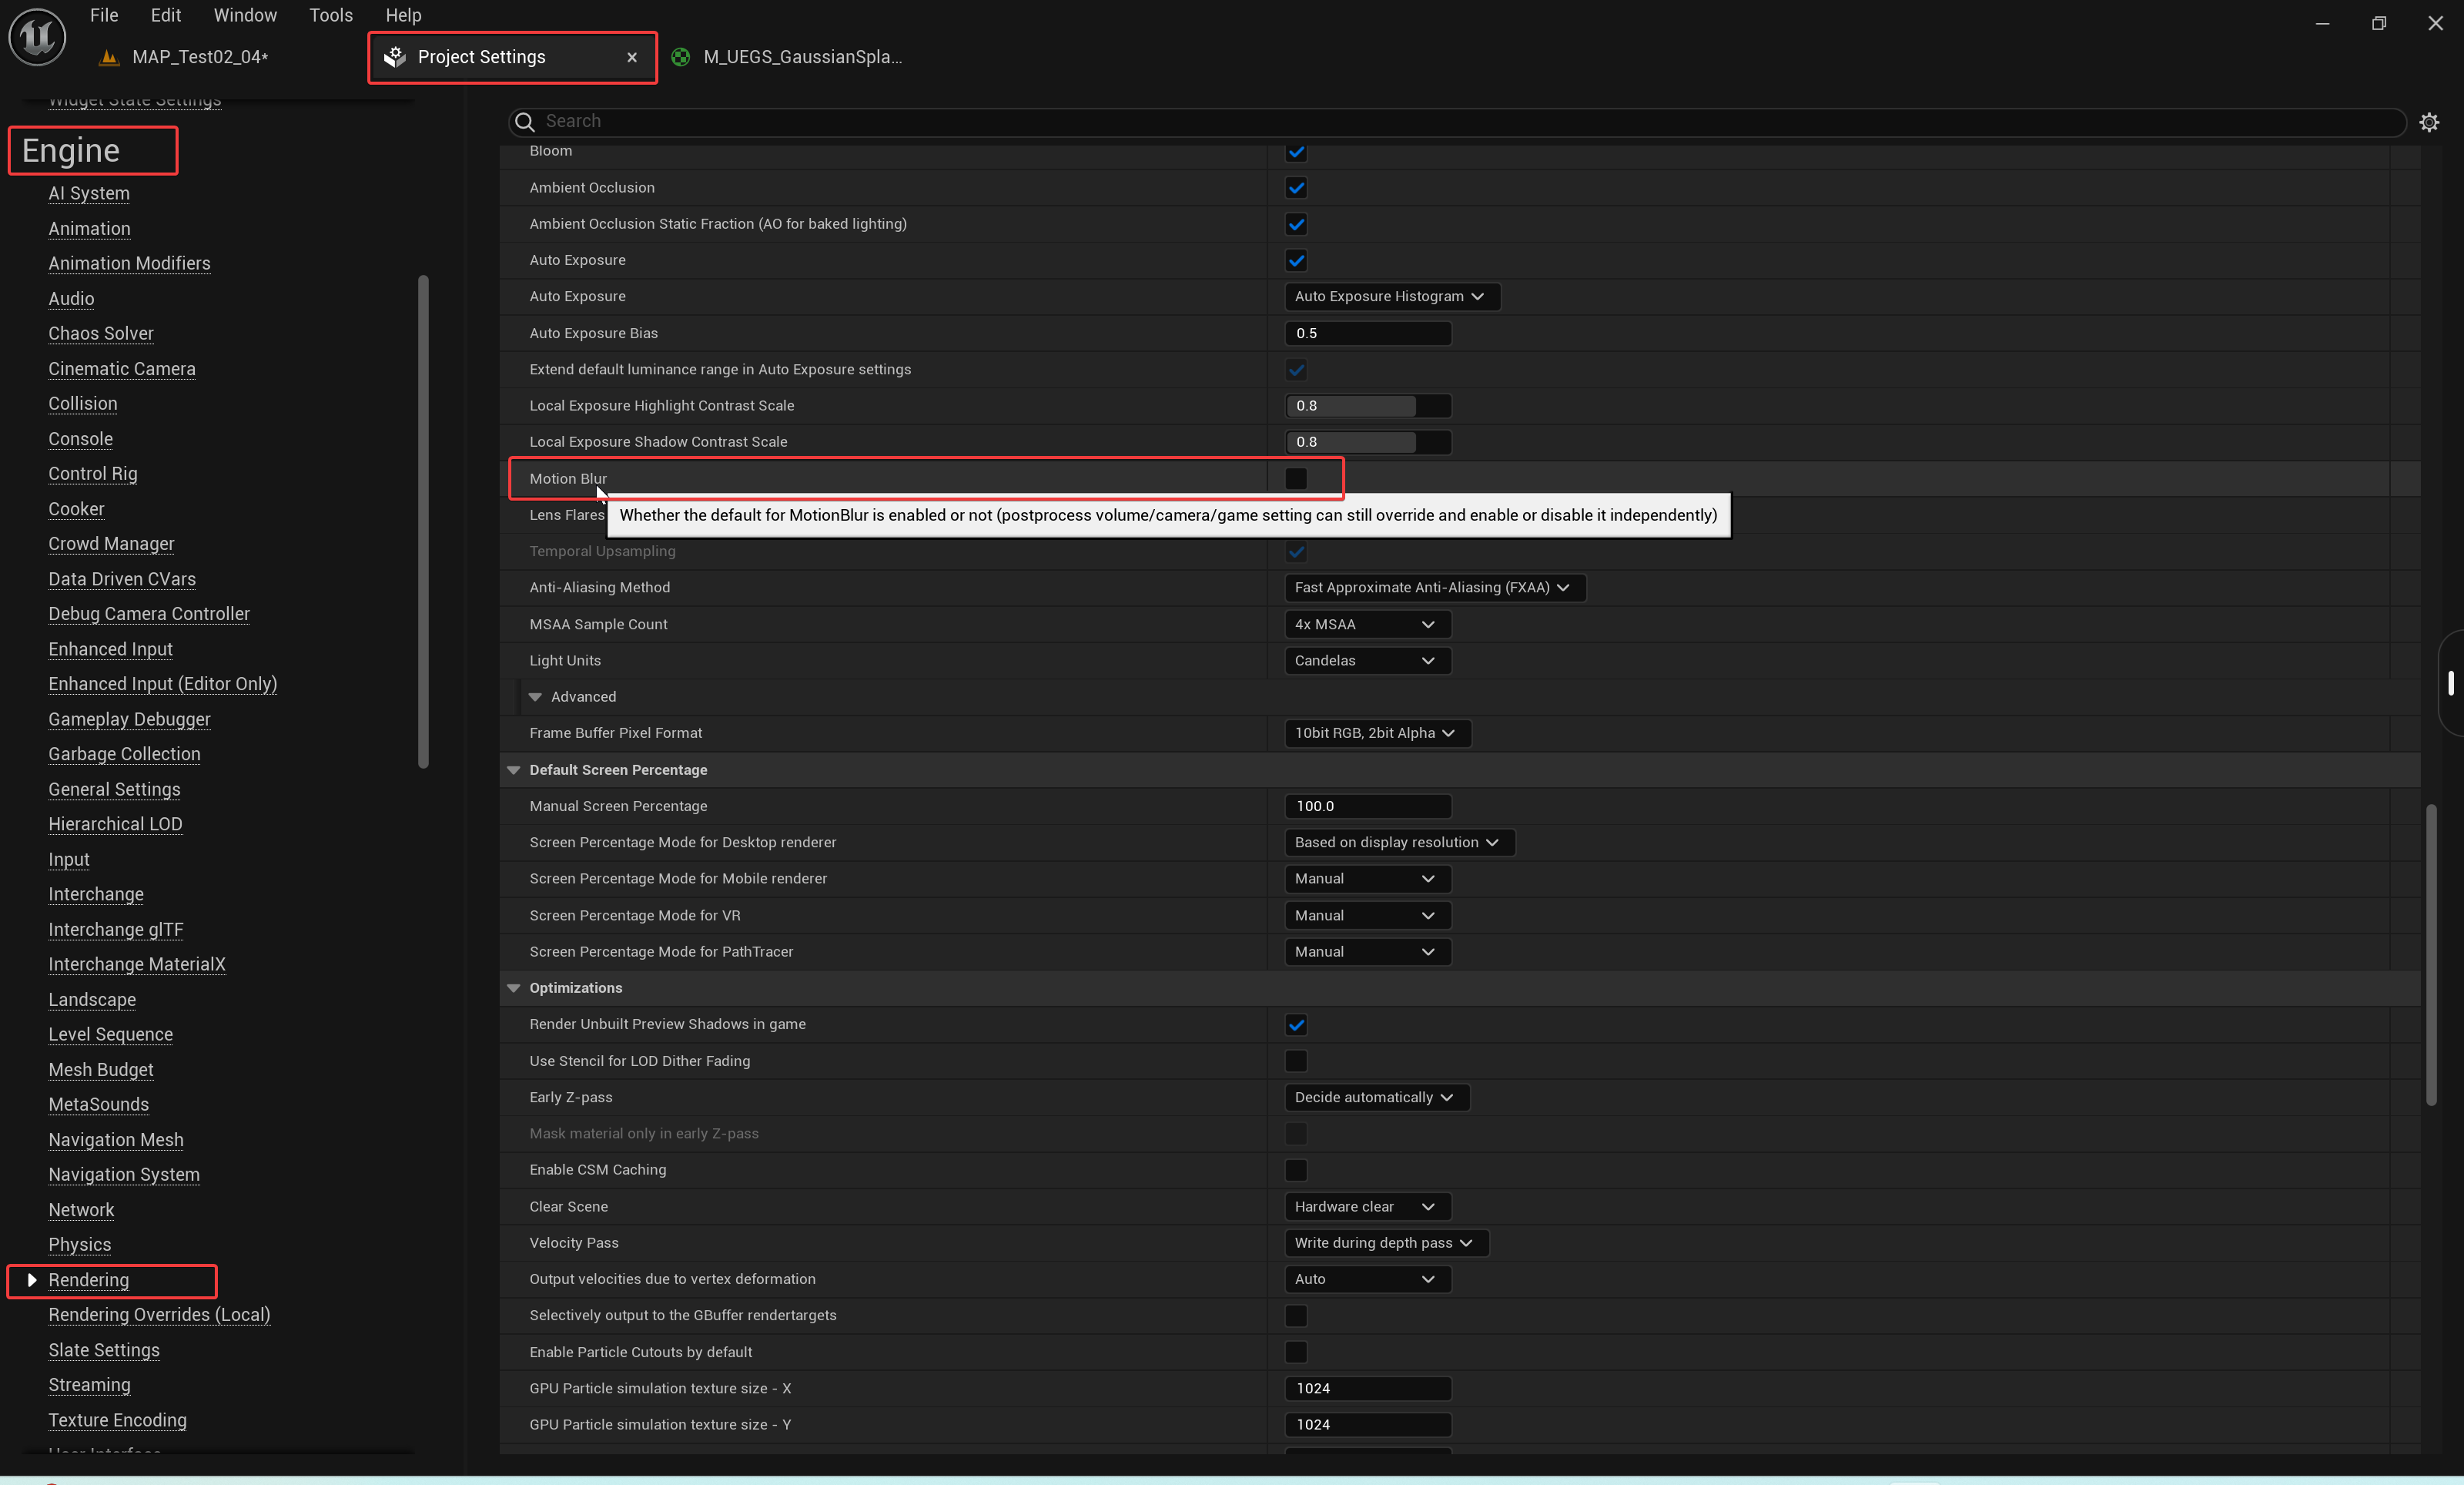 File Edit Window Tools Help
MAP_Test02_04*
Project Settings
M_UEGS_GaussianSpla...
Widget State Settings
Engine
AI System
Animation
Animation Modifiers
Audio
Chaos Solver
Cinematic Camera
Collision
Console
Control Rig
Cooker
Crowd Manager
Data Driven CVars
Debug Camera Controller
Enhanced Input
Enhanced Input (Editor Only)
Gameplay Debugger
Garbage Collection
General Settings
Hierarchical LOD
Input
Interchange
Interchange glTF
Interchange MaterialX
Landscape
Level Sequence
Mesh Budget
MetaSounds
Navigation Mesh
Navigation System
Network
Physics
Rendering
Rendering Overrides (Local)
Slate Settings
Streaming
Texture Encoding
User Interface
Search
Bloom
Ambient Occlusion
Ambient Occlusion Static Fraction (AO for baked lighting)
Auto Exposure
Auto Exposure Auto Exposure Histogram
Auto Exposure Bias 0.5
Extend default luminance range in Auto Exposure settings
Local Exposure Highlight Contrast Scale 0.8
Local Exposure Shadow Contrast Scale 0.8
Motion Blur
Lens Flares
Whether the default for MotionBlur is enabled or not (postprocess volume/camera/game setting can still override and enable or disable it independently)
Temporal Upsampling
Anti-Aliasing Method Fast Approximate Anti-Aliasing (FXAA)
MSAA Sample Count 4x MSAA
Light Units Candelas
Advanced
Frame Buffer Pixel Format 10bit RGB, 2bit Alpha
Default Screen Percentage
Manual Screen Percentage 100.0
Screen Percentage Mode for Desktop renderer Based on display resolution
Screen Percentage Mode for Mobile renderer Manual
Screen Percentage Mode for VR Manual
Screen Percentage Mode for PathTracer Manual
Optimizations
Render Unbuilt Preview Shadows in game
Use Stencil for LOD Dither Fading
Early Z-pass Decide automatically
Mask material only in early Z-pass
Enable CSM Caching
Clear Scene Hardware clear
Velocity Pass Write during depth pass
Output velocities due to vertex deformation Auto
Selectively output to the GBuffer rendertargets
Enable Particle Cutouts by default
GPU Particle simulation texture size - X 1024
GPU Particle simulation texture size - Y 1024